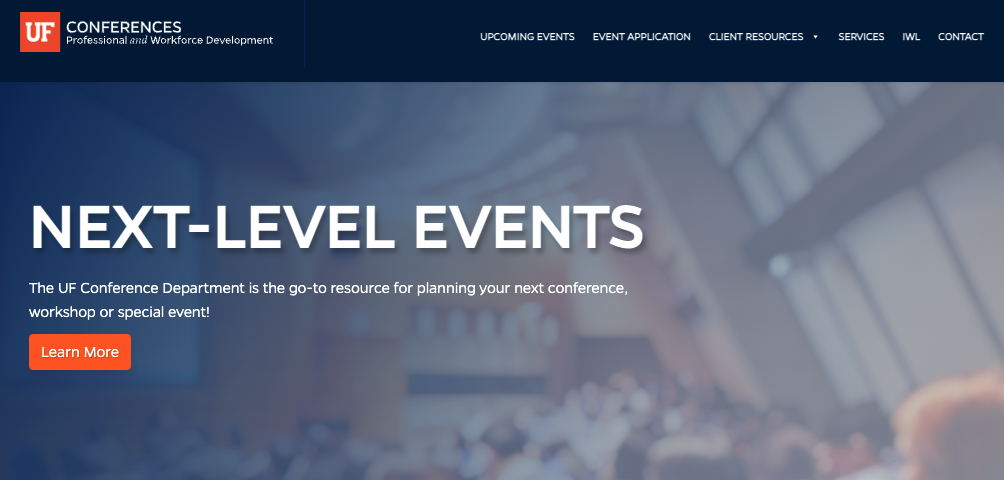 UF CONFERENCES
Professional and Workforce Development
UPCOMING EVENTS EVENT APPLICATION CLIENT RESOURCES SERVICES IWL CONTACT
NEXT-LEVEL EVENTS
The UF Conference Department is the go-to resource for planning your next conference,
workshop or special event!
Learn More